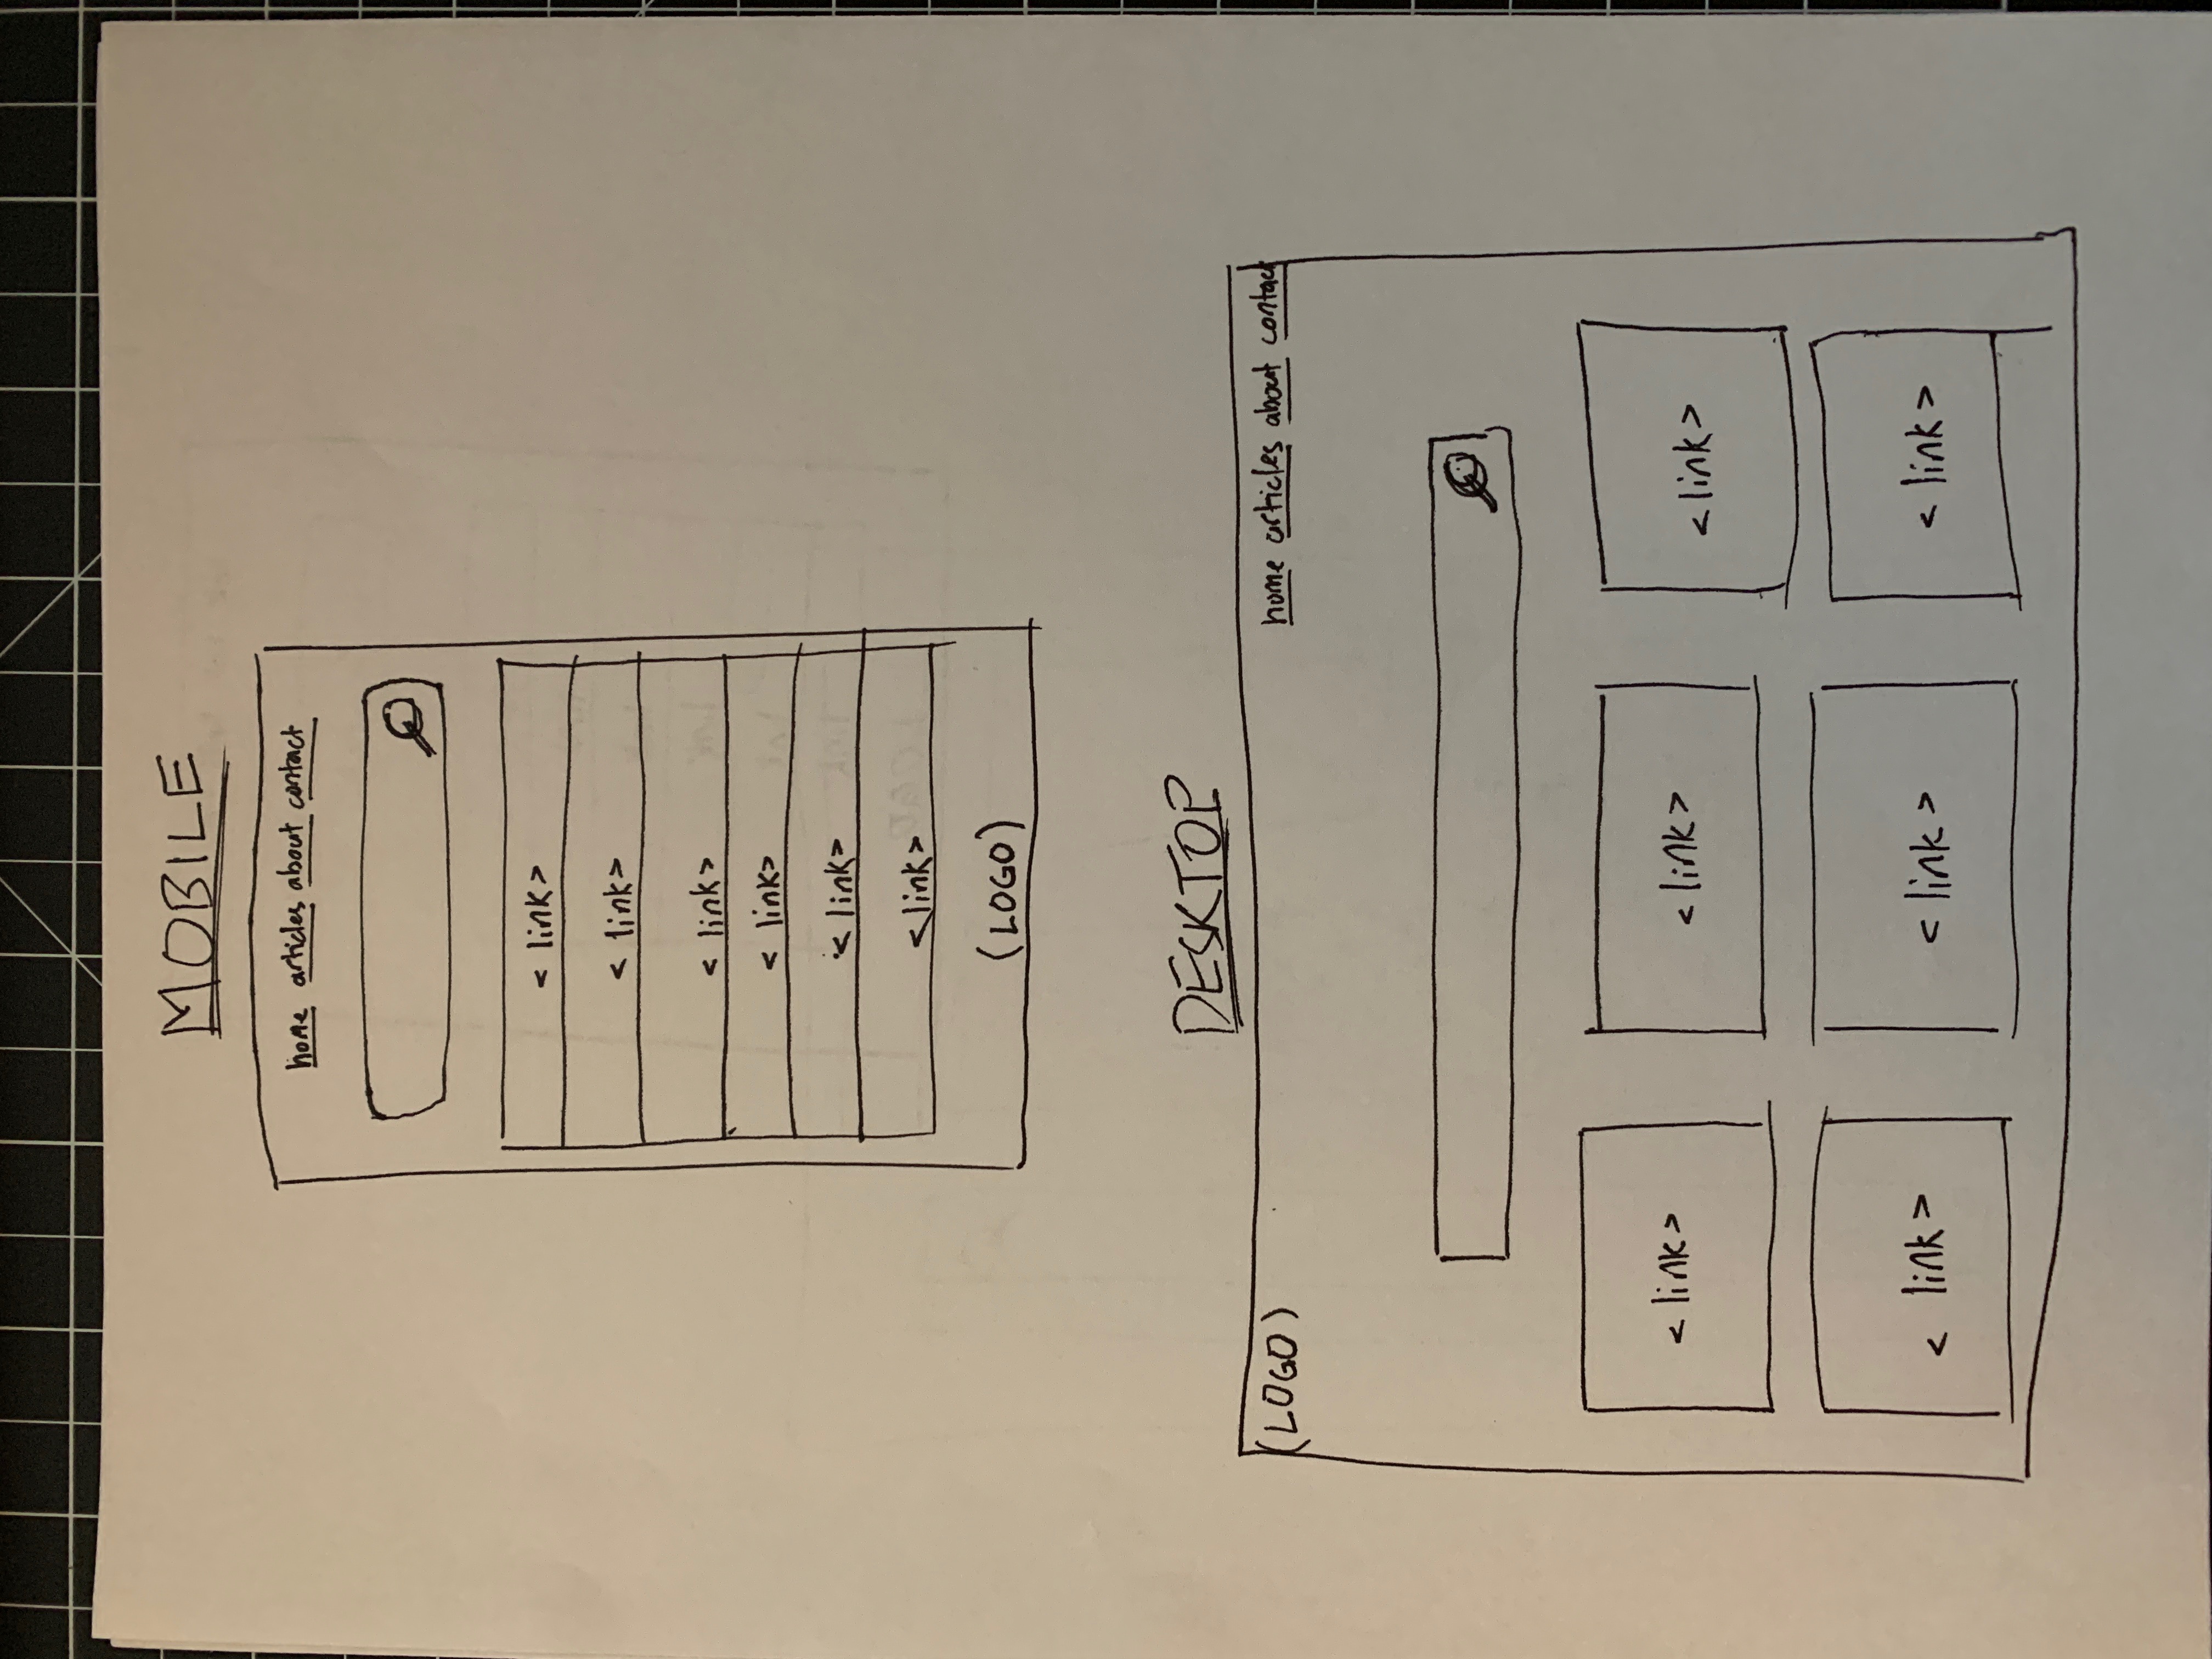 MOBILE
home articles about contact
< link >
< link >
< link >
< link >
< link >
< link >
(LOGO)
DESKTOP
(LOGO) home articles about contact
< link > < link > < link >
< link > < link > < link >